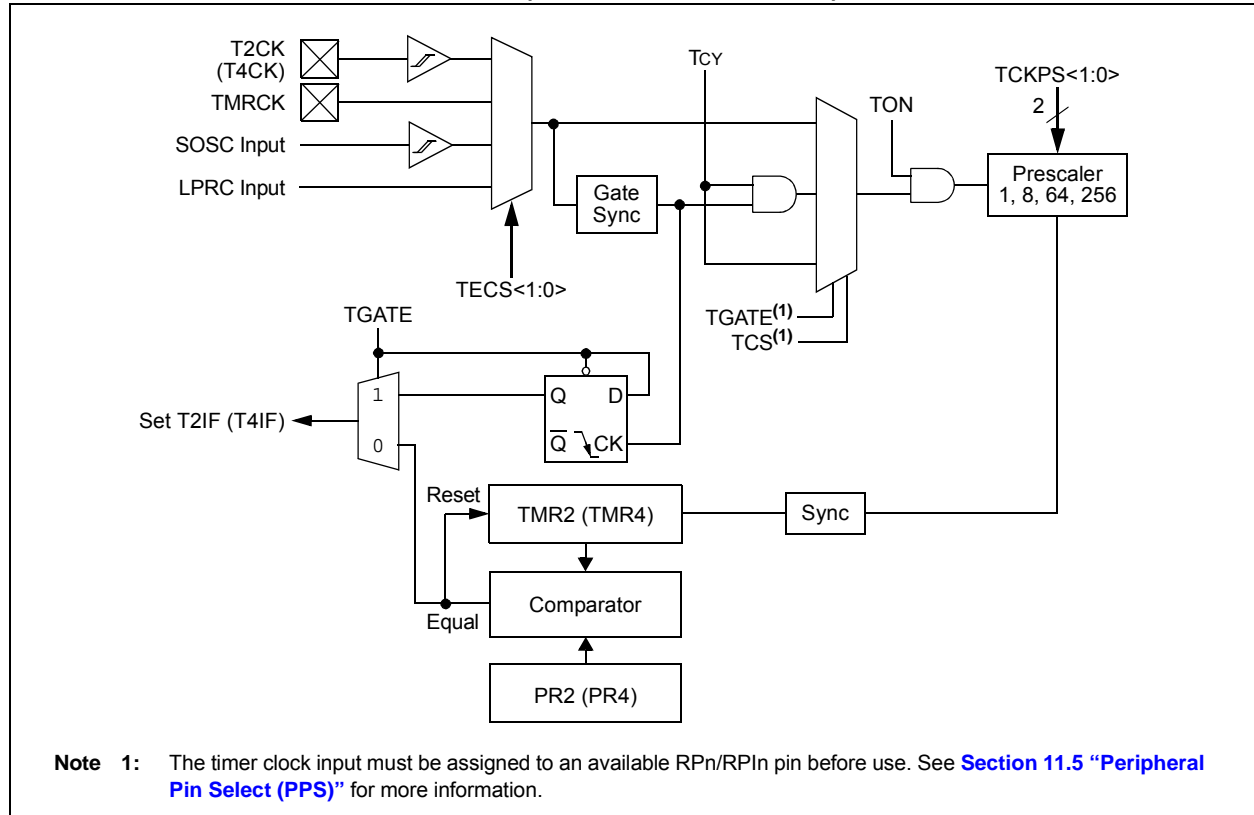 T2CK
(T4CK)
TMRCK
SOSC Input
LPRC Input
TECS<1:0>
Gate
Sync
TCY
TGATE(1)
TCS(1)
TON
TCKPS<1:0>
2
Prescaler
1, 8, 64, 256
TGATE
1
0
Set T2IF (T4IF)
Q D
Q CK
Reset
TMR2 (TMR4)
Sync
Equal
Comparator
PR2 (PR4)
Note 1: The timer clock input must be assigned to an available RPn/RPIn pin before use. See Section 11.5 “Peripheral
Pin Select (PPS)” for more information.